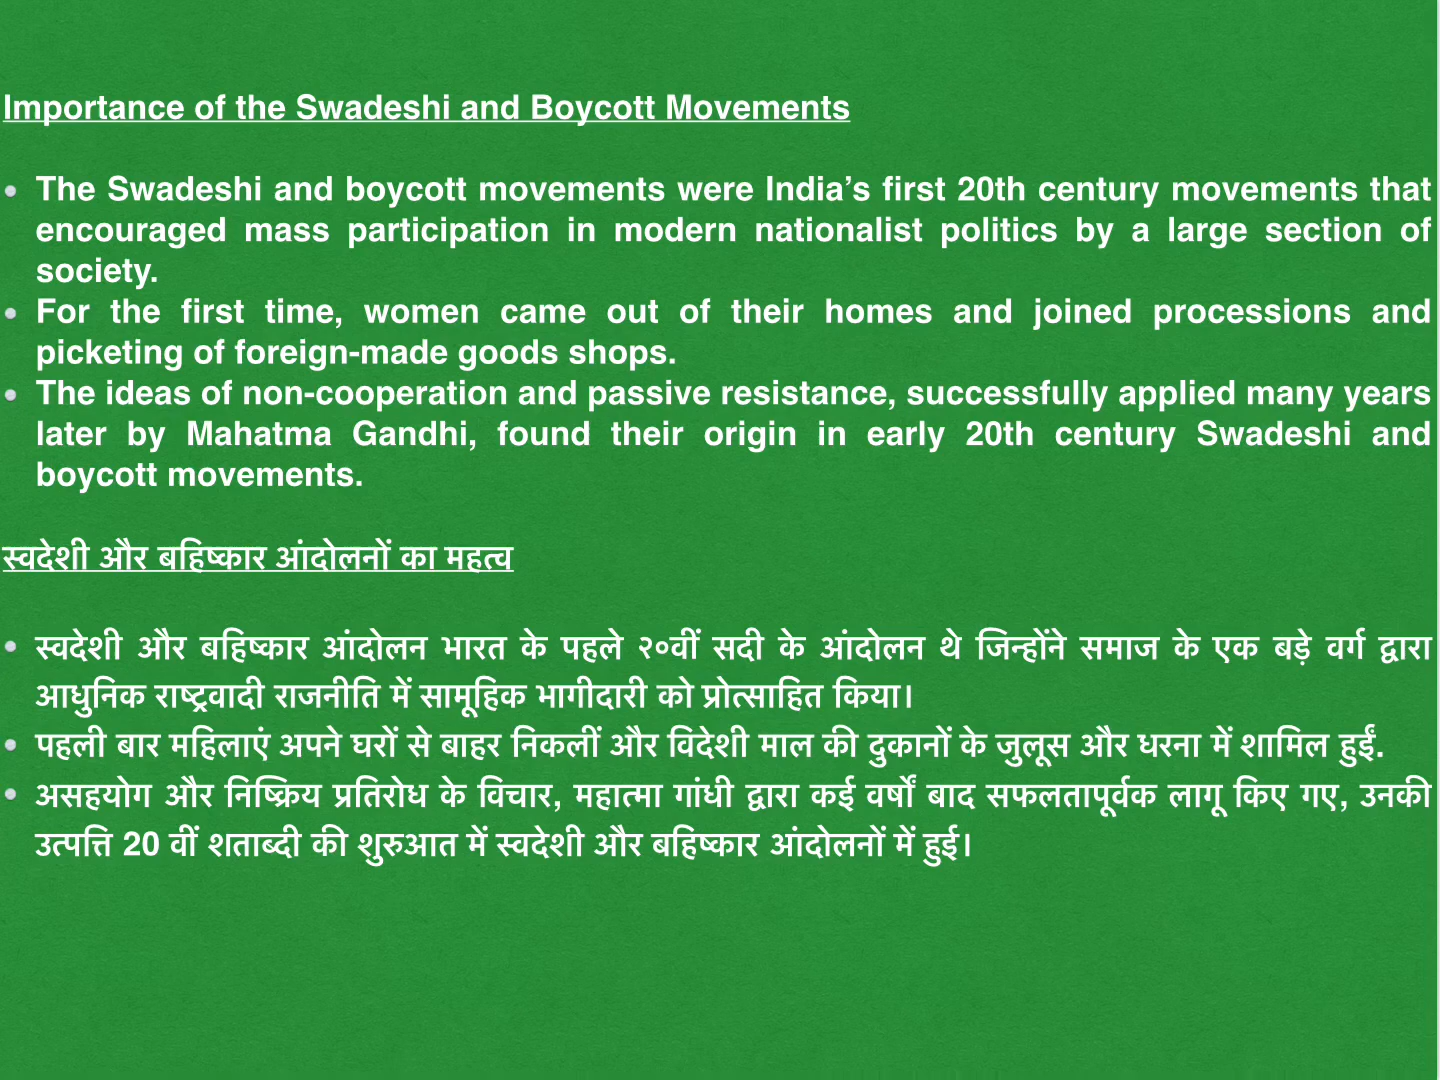 Importance of the Swadeshi and Boycott Movements
The Swadeshi and boycott movements were India’s first 20th century movements that
encouraged mass participation in modern nationalist politics by a large section of
society.
For the first time, women came out of their homes and joined processions and
picketing of foreign-made goods shops.
The ideas of non-cooperation and passive resistance, successfully applied many years
later by Mahatma Gandhi, found their origin in early 20th century Swadeshi and
boycott movements.
स्वदेशी और बहिष्कार आंदोलनों का महत्व
स्वदेशी और बहिष्कार आंदोलन भारत के पहले २०वीं सदी के आंदोलन थे जिन्होंने समाज के एक बड़े वर्ग द्वारा
आधुनिक राष्ट्रवादी राजनीति में सामूहिक भागीदारी को प्रोत्साहित किया।
पहली बार महिलाएं अपने घरों से बाहर निकलीं और विदेशी माल की दुकानों के जुलूस और धरना में शामिल हुईं.
असहयोग और निष्क्रिय प्रतिरोध के विचार, महात्मा गांधी द्वारा कई वर्षों बाद सफलतापूर्वक लागू किए गए, उनकी
उत्पत्ति 20 वीं शताब्दी की शुरुआत में स्वदेशी और बहिष्कार आंदोलनों में हुई।